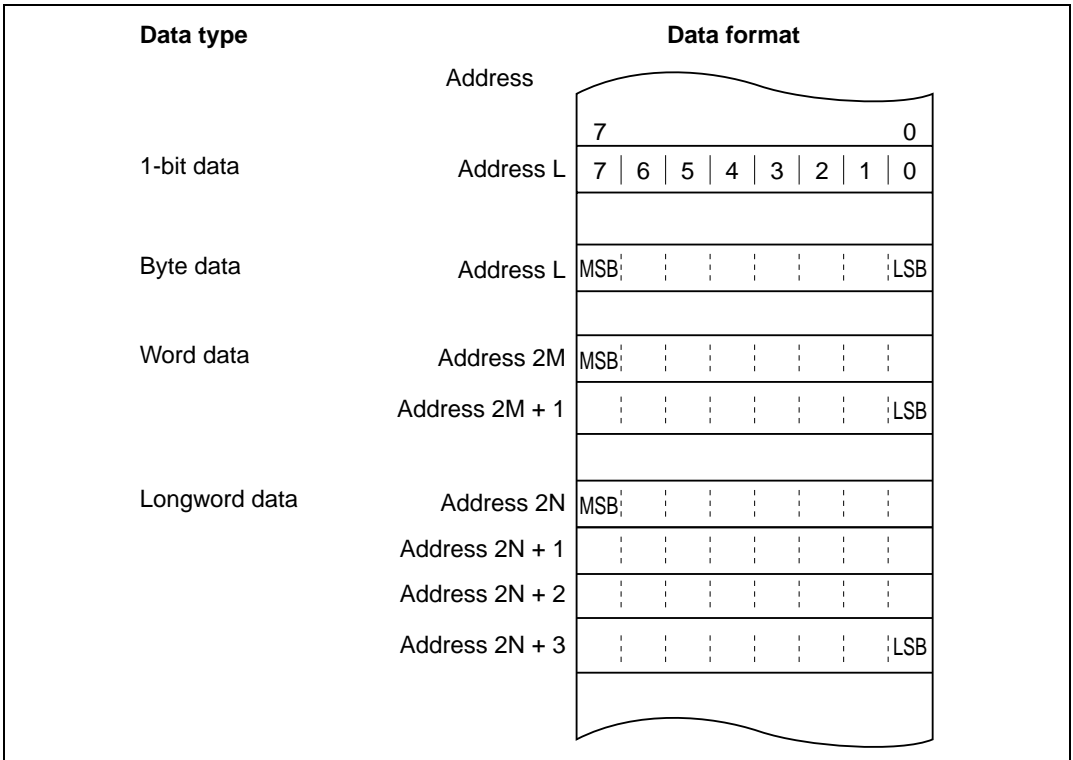 Data type Data format
Address
7 0
1-bit data Address L 7 6 5 4 3 2 1 0
Byte data Address L MSB LSB
Word data Address 2M MSB
Address 2M + 1 LSB
Longword data Address 2N MSB
Address 2N + 1
Address 2N + 2
Address 2N + 3 LSB